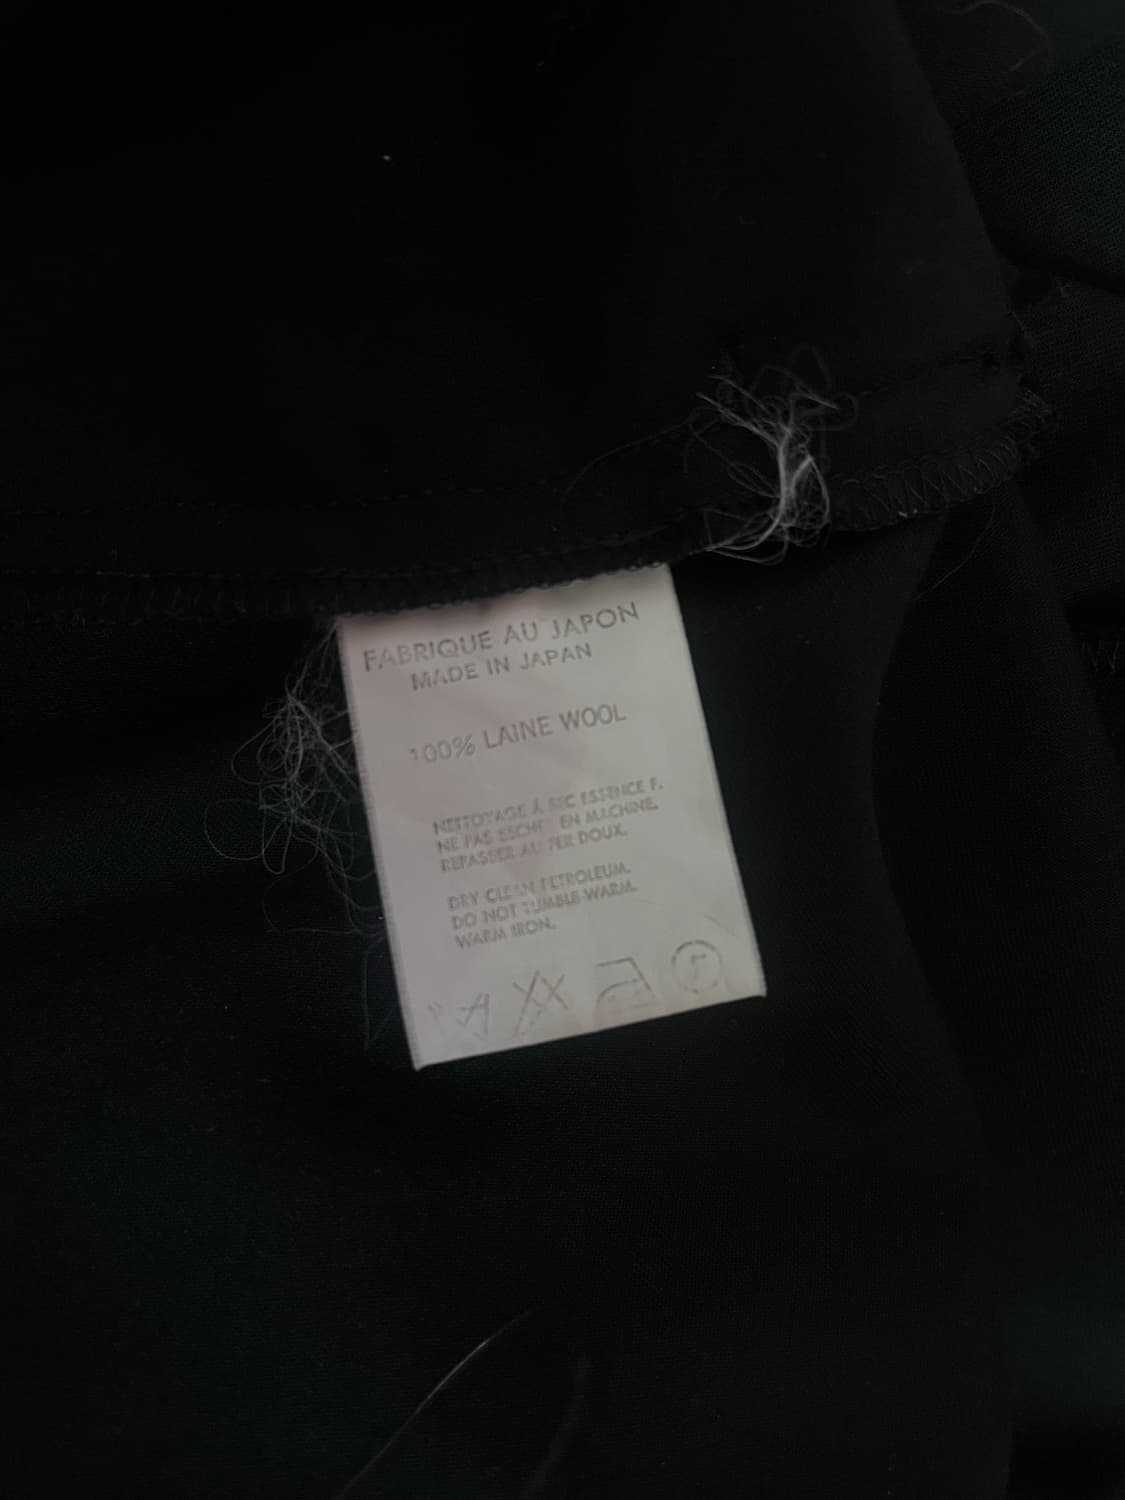 FABRIQUE AU JAPON
MADE IN JAPAN
100% LAINE WOOL
NETTOYAGE À SEC ESSENCE F.
NE PAS SECHER EN MACHINE.
REPASSER AU FER DOUX.
DRY CLEAN PETROLEUM.
DO NOT TUMBLE WARM.
WARM IRON.
F